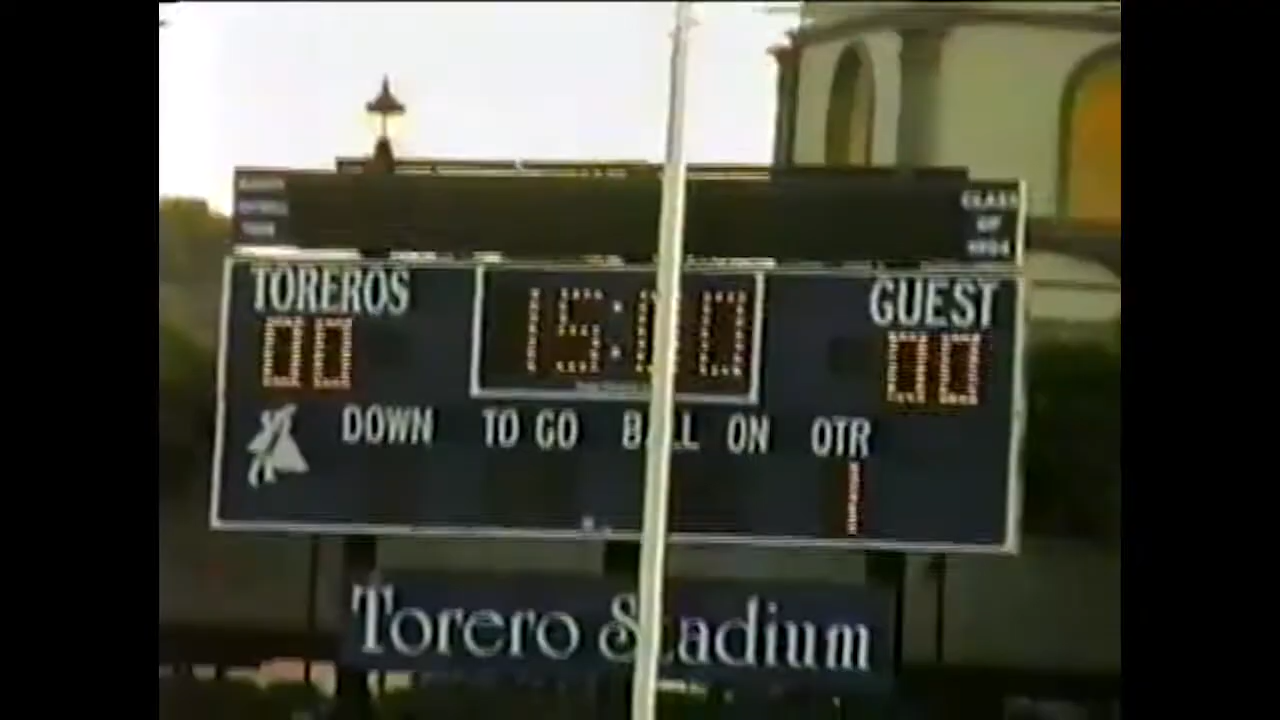 CLASS
OF
TOREROS 15:00 GUEST
00 00
DOWN TO GO BALL ON QTR
1
Torero Stadium